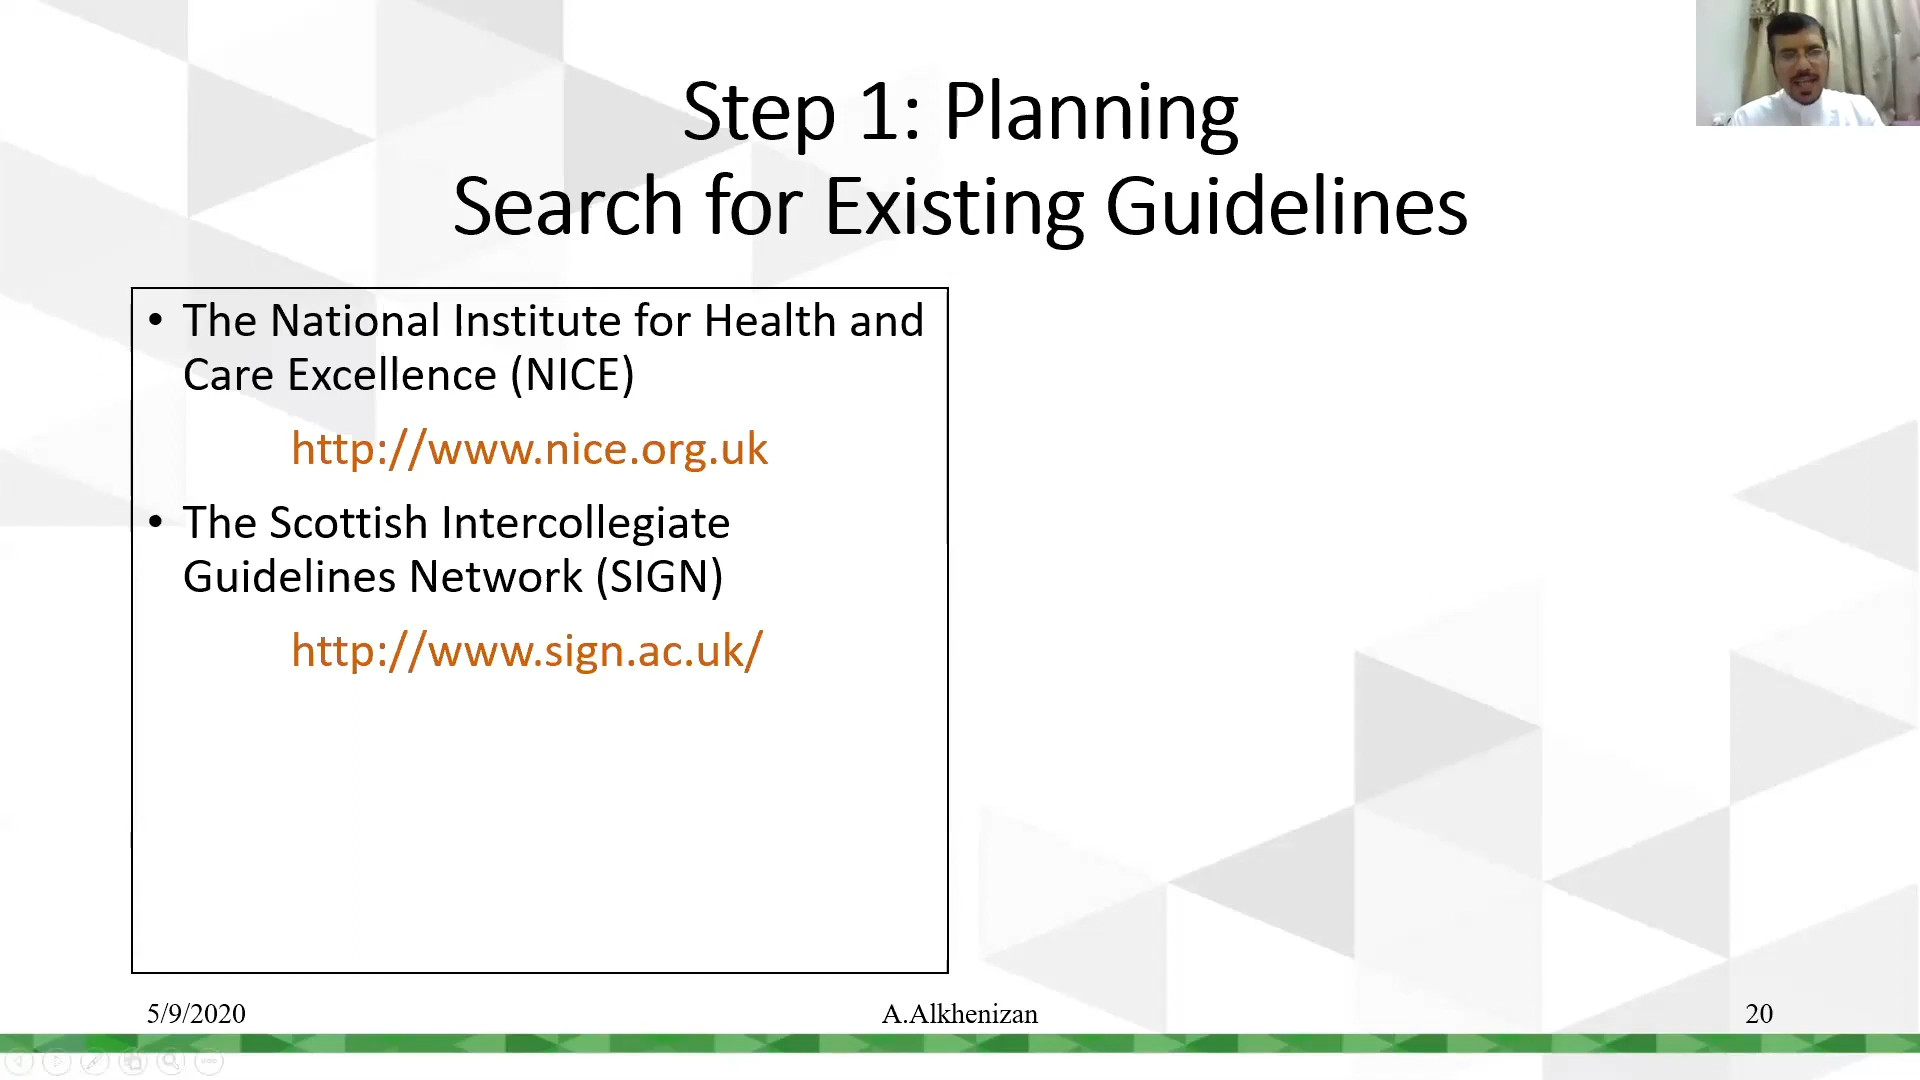 Step 1: Planning
Search for Existing Guidelines
• The National Institute for Health and
Care Excellence (NICE)
http://www.nice.org.uk
• The Scottish Intercollegiate
Guidelines Network (SIGN)
http://www.sign.ac.uk/
5/9/2020
A.Alkhenizan
20